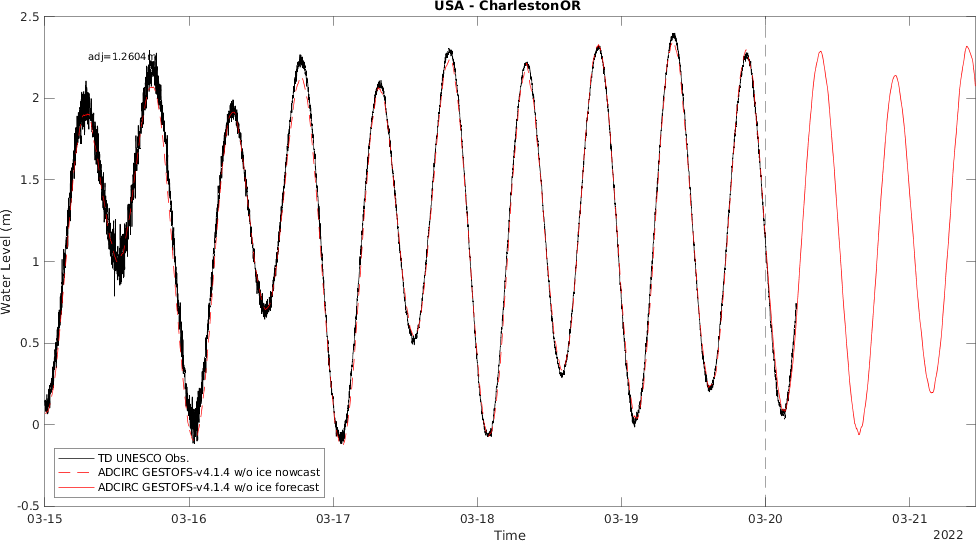 USA - CharlestonOR
adj=1.2604m
2.5
2
1.5
1
0.5
0
-0.5
Water Level (m)
TD UNESCO Obs.
ADCIRC GESTOFS-v4.1.4 w/o ice nowcast
ADCIRC GESTOFS-v4.1.4 w/o ice forecast
03-15 03-16 03-17 03-18 03-19 03-20 03-21
Time
2022